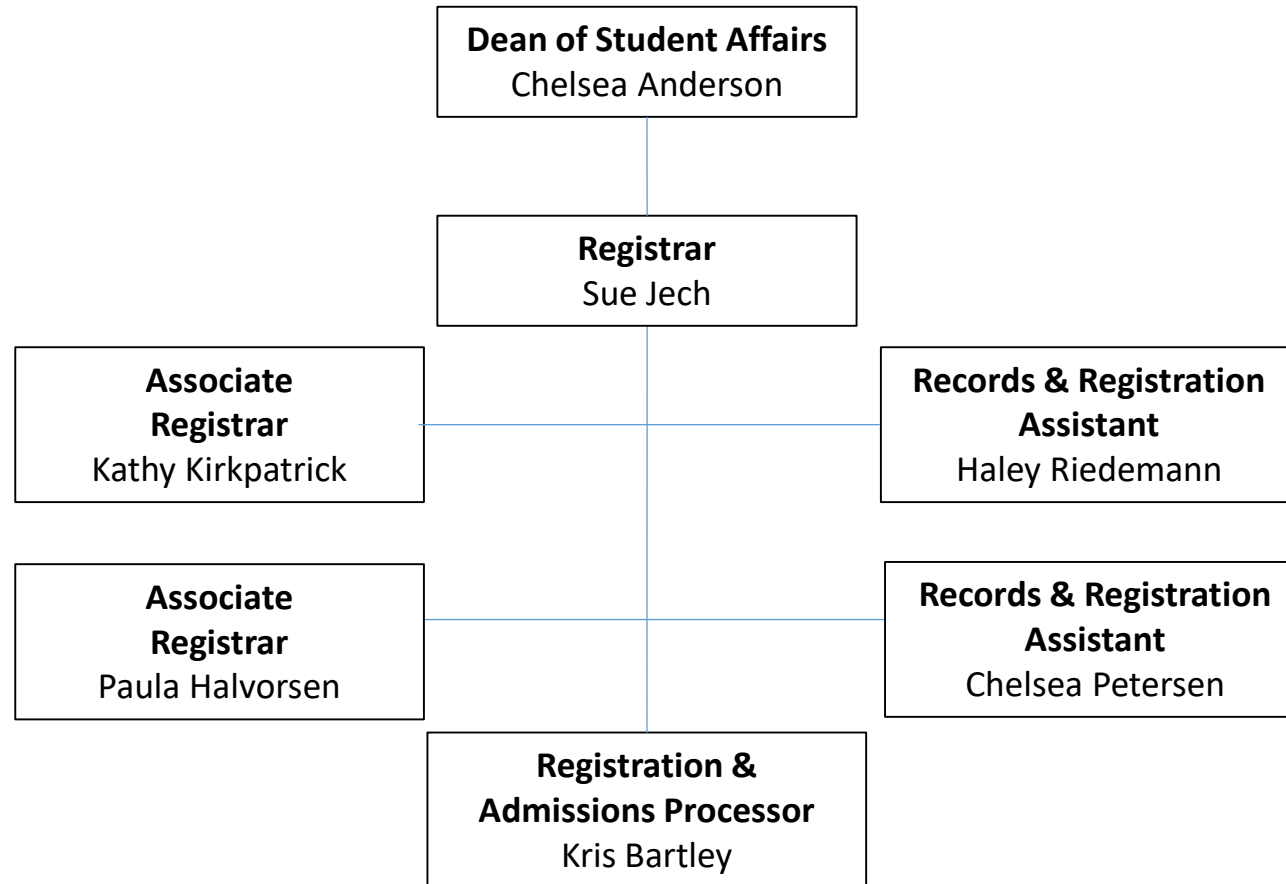 Dean of Student Affairs
Chelsea Anderson
Registrar
Sue Jech
Associate
Registrar
Kathy Kirkpatrick
Records & Registration
Assistant
Haley Riedemann
Associate
Registrar
Paula Halvorsen
Records & Registration
Assistant
Chelsea Petersen
Registration &
Admissions Processor
Kris Bartley